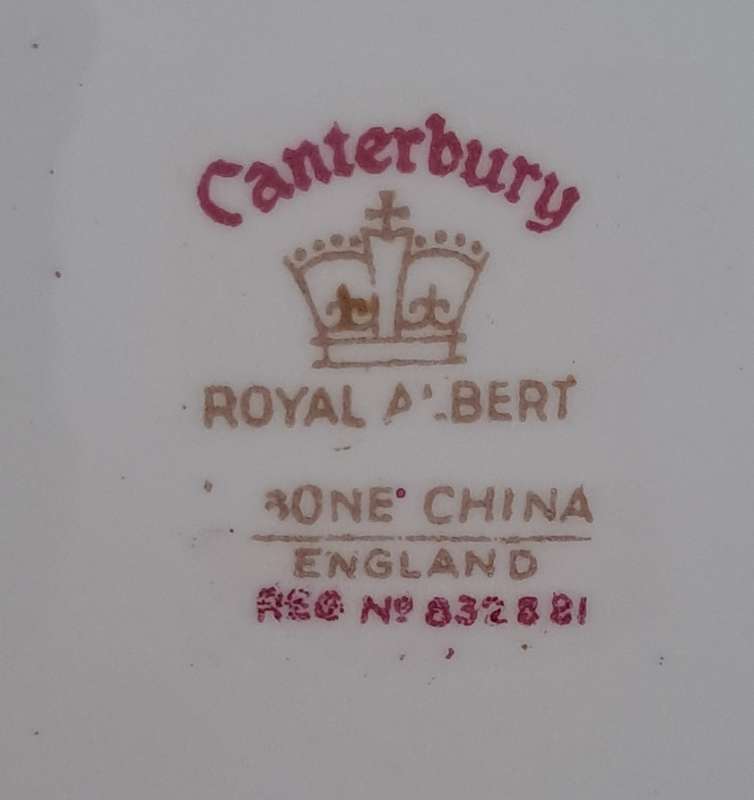 Canterbury
ROYAL ALBERT
BONE CHINA
ENGLAND
REG Nº 832881